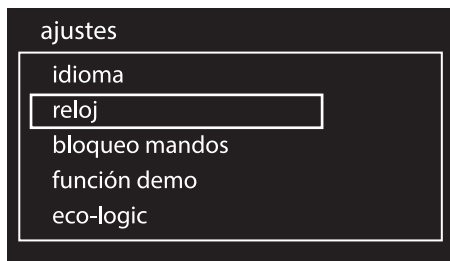 ajustes
idioma
reloj
bloqueo mandos
función demo
eco-logic